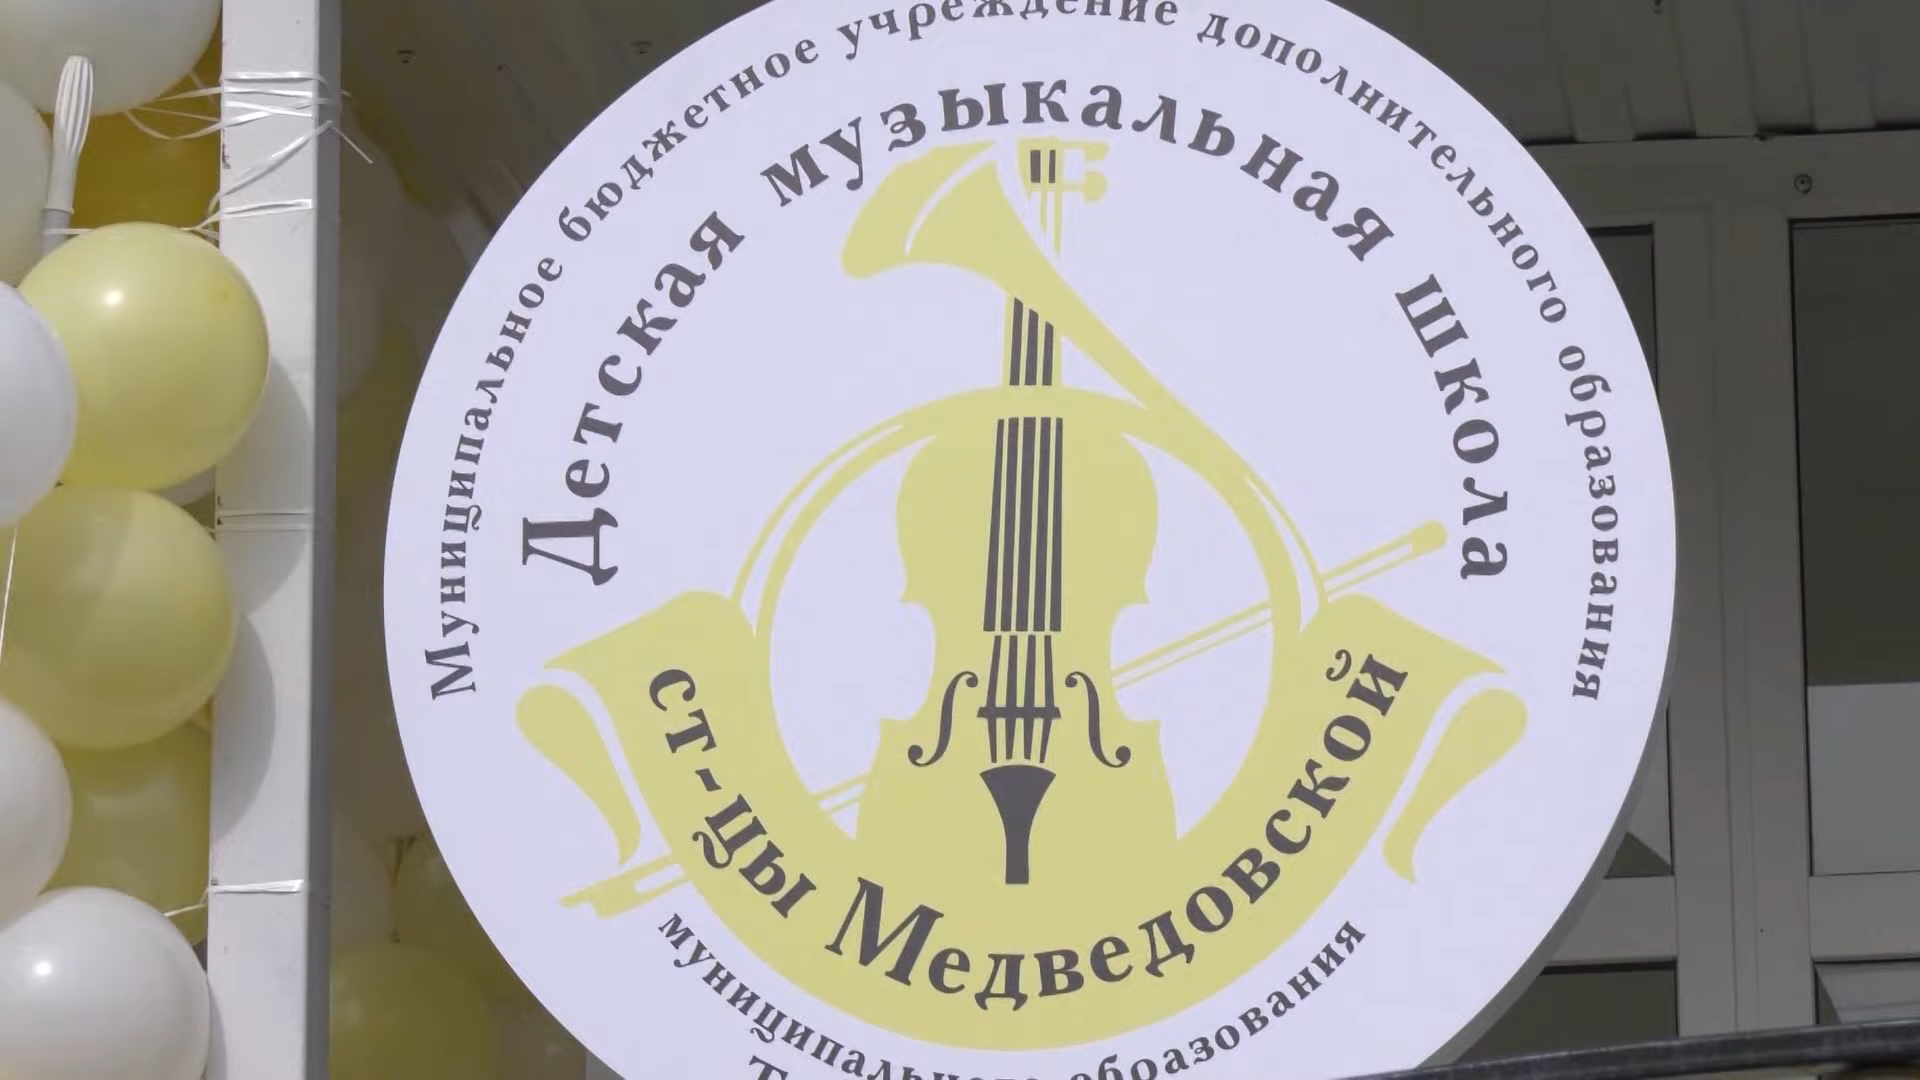 Муниципальное бюджетное учреждение дополнительного образования
Детская музыкальная школа
ст-цы Медведовской
муниципального образования